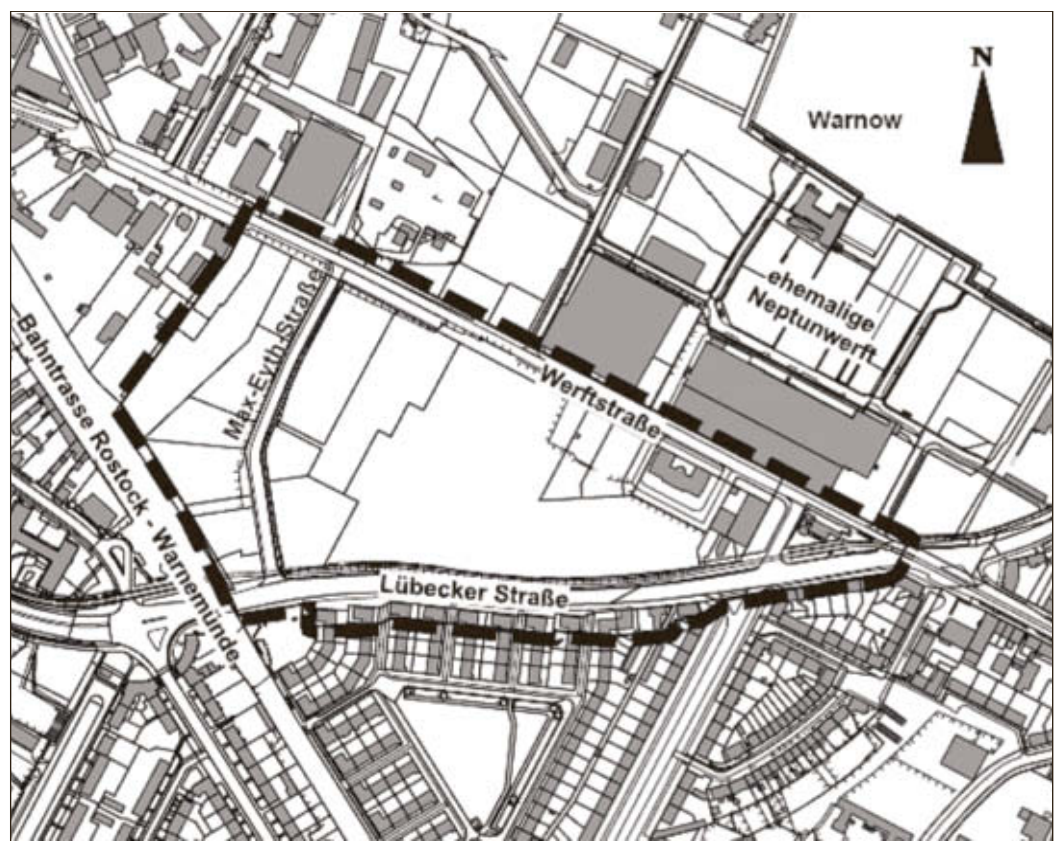 N
Warnow
ehemalige
Neptunwerft
Max-Eyth-Straße
Werftstraße
Bahntrasse Rostock - Warnemünde
Lübecker Straße